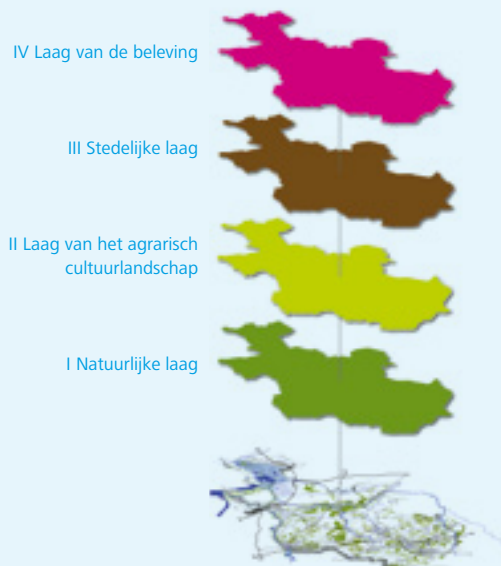 IV Laag van de beleving
III Stedelijke laag
II Laag van het agrarisch
cultuurlandschap
I Natuurlijke laag